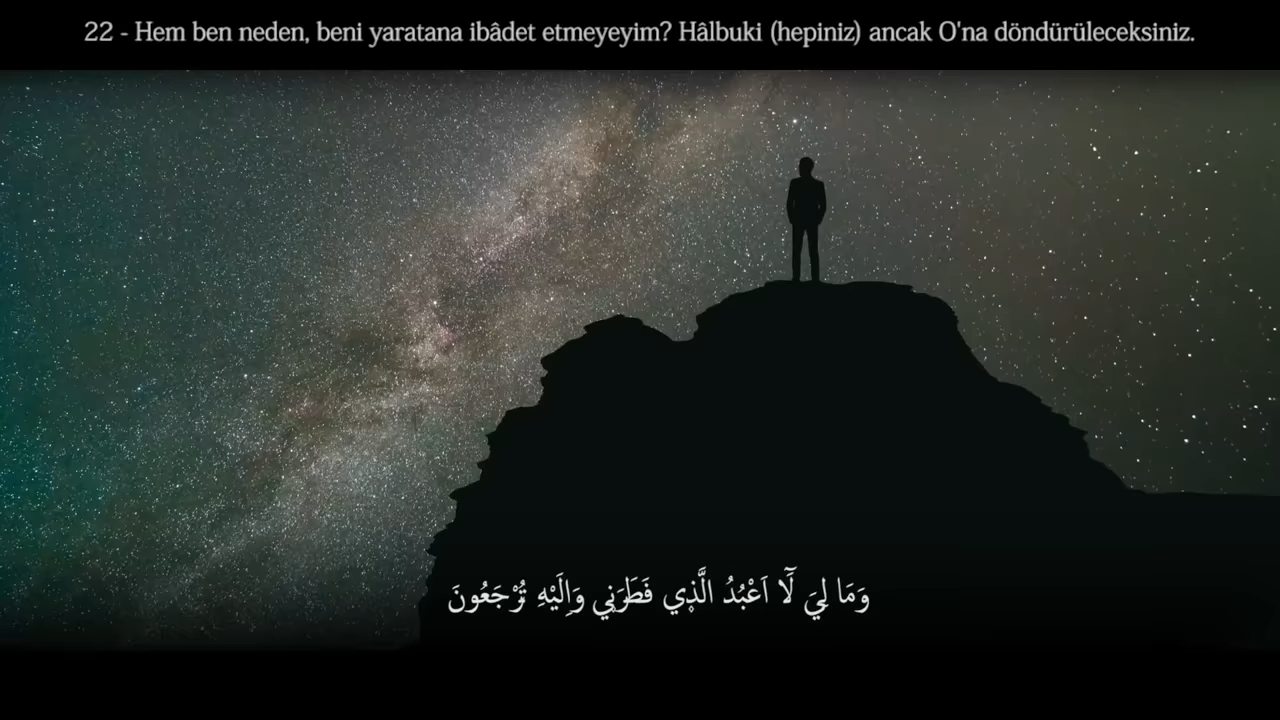 22 - Hem ben neden, beni yaratana ibâdet etmeyeyim? Hâlbuki (hepiniz) ancak O'na döndürüleceksiniz.
وَمَا لِيَ لَٓا اَعْبُدُ الَّذ۪ي فَطَرَن۪ي وَاِلَيْهِ تُرْجَعُونَ